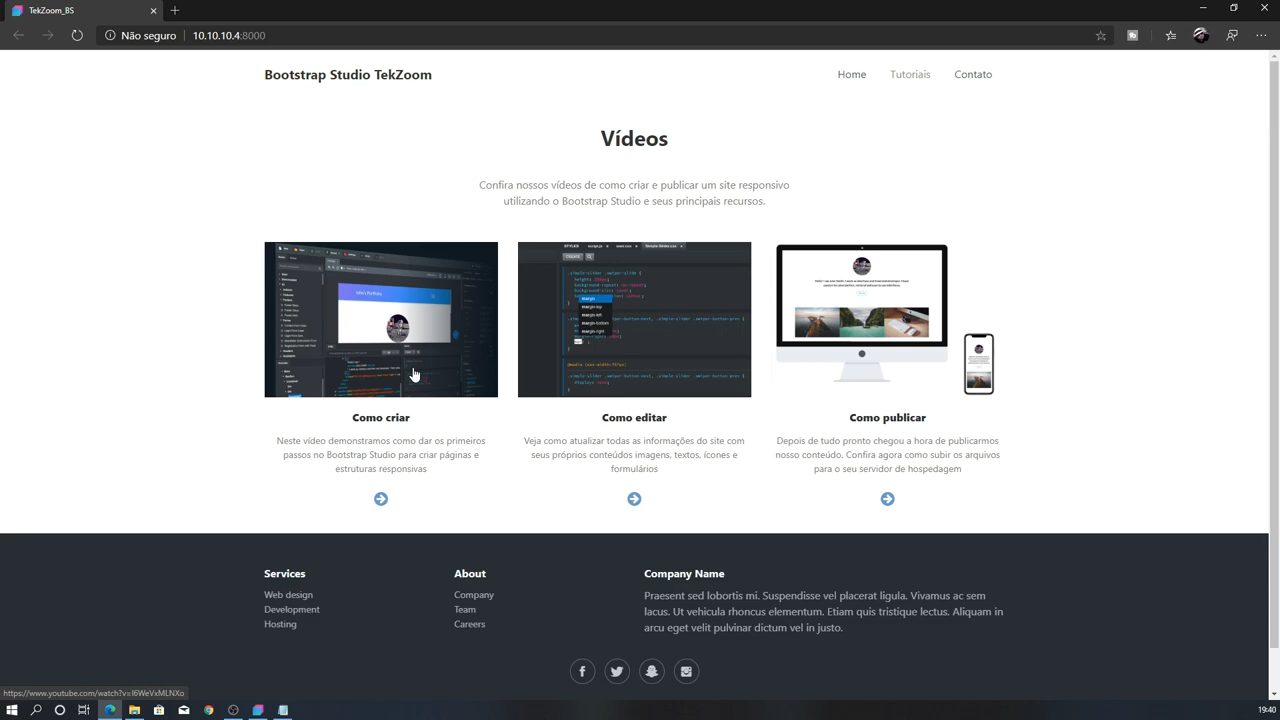 TekZoom_BS
Não seguro
10.10.10.4:8000
Bootstrap Studio TekZoom
Home
Tutoriais
Contato
Vídeos
Confira nossos vídeos de como criar e publicar um site responsivo
utilizando o Bootstrap Studio e seus principais recursos.
Como criar
Neste vídeo demonstramos como dar os primeiros
passos no Bootstrap Studio para criar páginas e
estruturas responsivas
Como editar
Veja como atualizar todas as informações do site com
seus próprios conteúdos imagens, textos, ícones e
formulários
Como publicar
Depois de tudo pronto chegou a hora de publicarmos
nosso conteúdo. Confira agora como subir os arquivos
para o seu servidor de hospedagem
Services
Web design
Development
Hosting
About
Company
Team
Careers
Company Name
Praesent sed lobortis mi. Suspendisse vel placerat ligula. Vivamus ac sem
lacus. Ut vehicula rhoncus elementum. Etiam quis tristique lectus. Aliquam in
arcu eget velit pulvinar dictum vel in justo.
https://www.youtube.com/watch?v=I6WeVxMLNXo
19:40